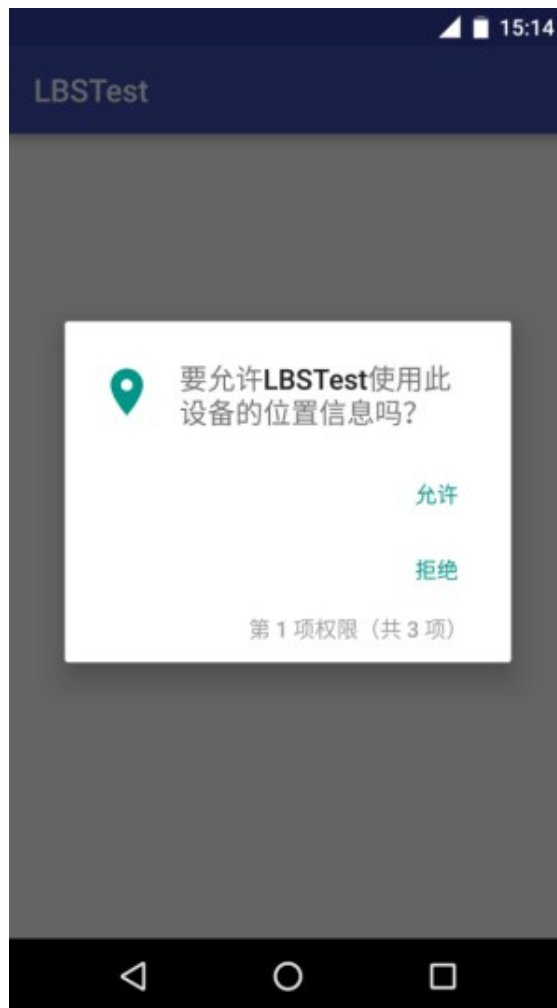 15:14
LBSTest
要允许LBSTest使用此
设备的位置信息吗？
允许
拒绝
第 1 项权限（共 3 项）